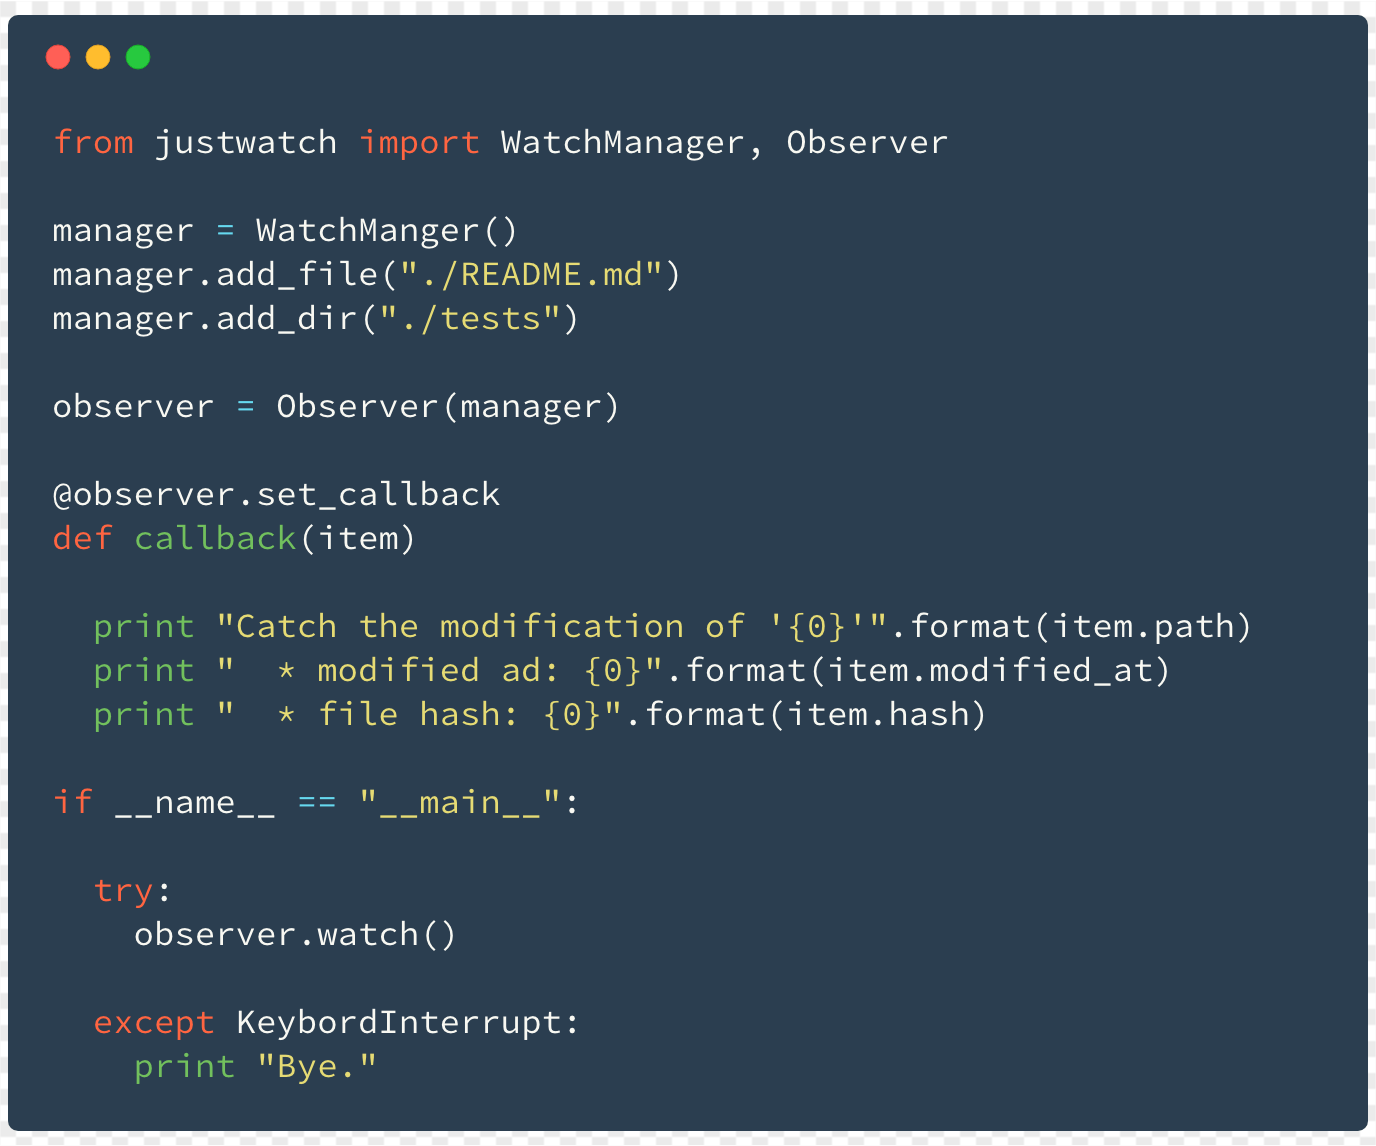 from justwatch import WatchManager, Observer
manager = WatchManger()
manager.add_file("./README.md")
manager.add_dir("./tests")
observer = Observer(manager)
@observer.set_callback
def callback(item)
print "Catch the modification of '{0}'".format(item.path)
print "  * modified ad: {0}".format(item.modified_at)
print "  * file hash: {0}".format(item.hash)
if __name__ == "__main__":
try:
observer.watch()
except KeybordInterrupt:
print "Bye."